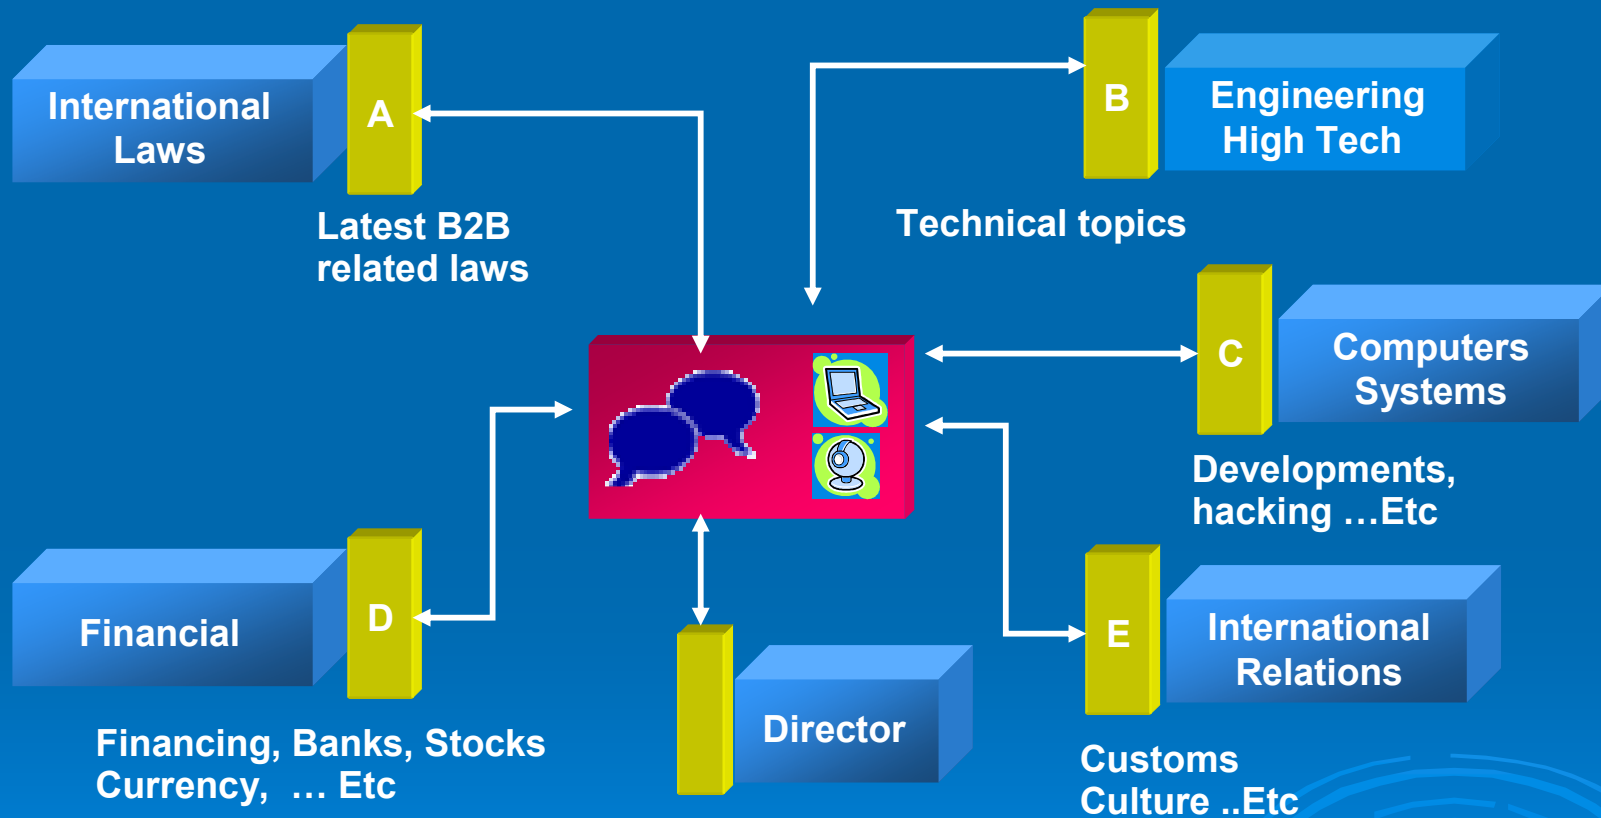 International
Laws
A
Latest B2B
related laws
B
Engineering
High Tech
Technical topics
C
Computers
Systems
Developments,
hacking …Etc
Financial
D
Financing, Banks, Stocks
Currency,  … Etc
Director
E
International
Relations
Customs
Culture ..Etc